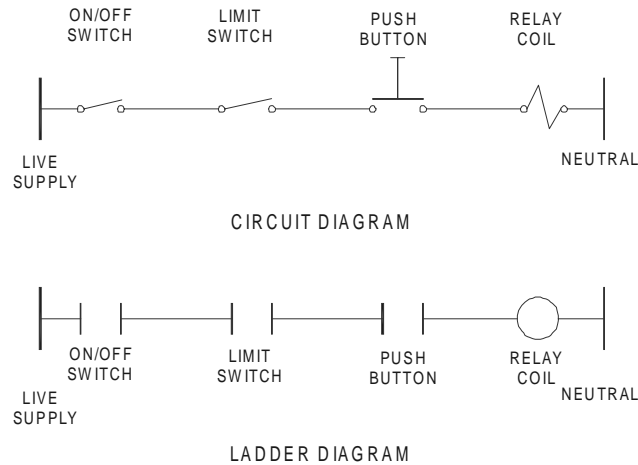 ON/OFF SWITCH
LIMIT SWITCH
PUSH BUTTON
RELAY COIL
LIVE SUPPLY
NEUTRAL
CIRCUIT DIAGRAM
ON/OFF SWITCH
LIMIT SWITCH
PUSH BUTTON
RELAY COIL
LIVE SUPPLY
NEUTRAL
LADDER DIAGRAM